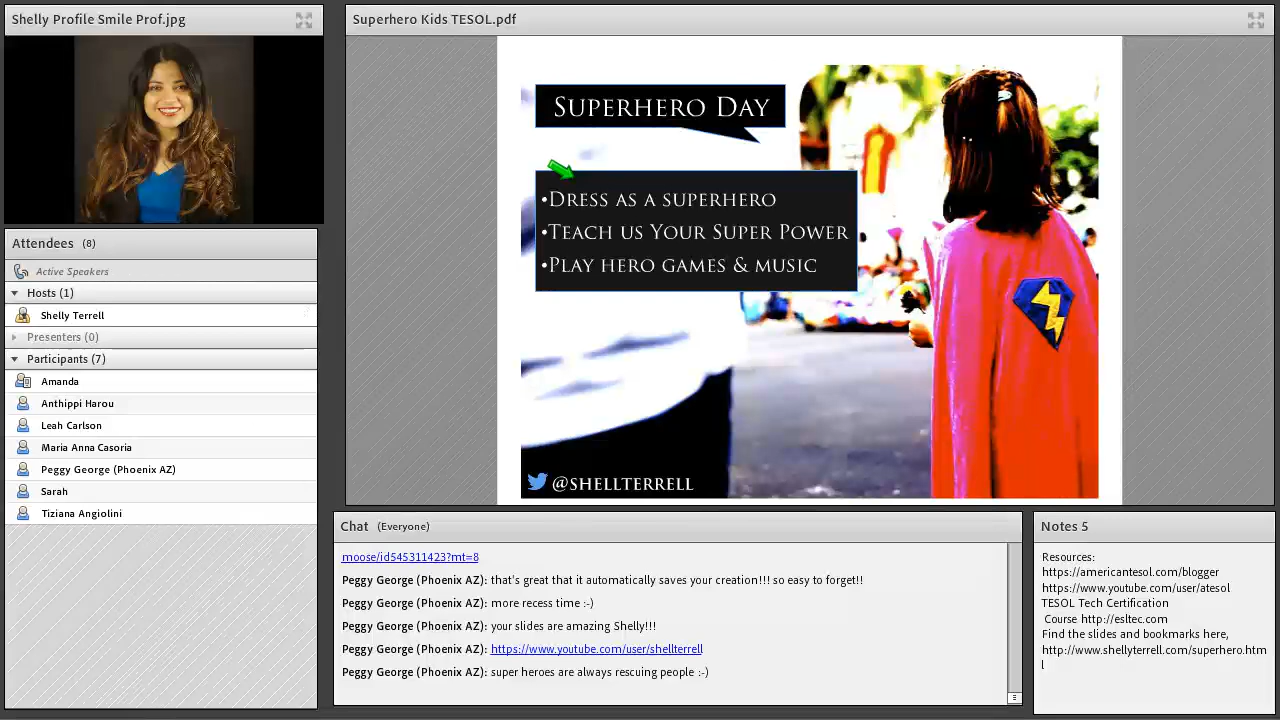 Shelly Profile Smile Prof.jpg
Superhero Kids TESOL.pdf
Superhero Day
•Dress as a superhero
•Teach us Your Super Power
•Play hero games & music
@shellterrell
Attendees (8)
Active Speakers
Hosts (1)
Shelly Terrell
Presenters (0)
Participants (7)
Amanda
Anthippi Harou
Leah Carlson
Maria Anna Casoria
Peggy George (Phoenix AZ)
Sarah
Tiziana Angiolini
Chat (Everyone)
moose/id545311423?mt=8
Peggy George (Phoenix AZ): that's great that it automatically saves your creation!!! so easy to forget!!
Peggy George (Phoenix AZ): more recess time :-)
Peggy George (Phoenix AZ): your slides are amazing Shelly!!!
Peggy George (Phoenix AZ): https://www.youtube.com/user/shellterrell
Peggy George (Phoenix AZ): super heroes are always rescuing people :-)
Notes 5
Resources:
https://americantesol.com/blogger
https://www.youtube.com/user/atesol
TESOL Tech Certification
Course http://esltec.com
Find the slides and bookmarks here,
http://www.shellyterrell.com/superhero.htm
l